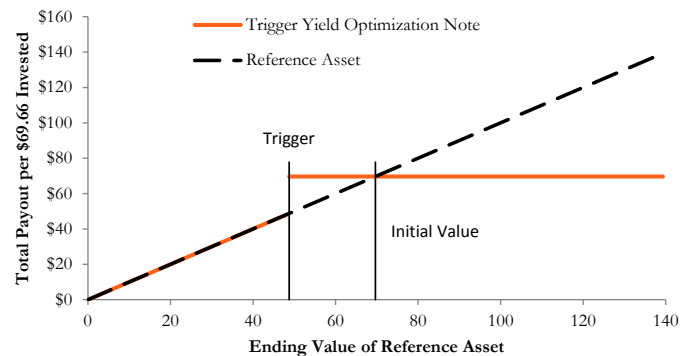 Total Payout per $69.66 Invested
$160
$140
$120
$100
$80
$60
$40
$20
$0
Trigger Yield Optimization Note
Reference Asset
Trigger
Initial Value
0
20
40
60
80
100
120
140
Ending Value of Reference Asset